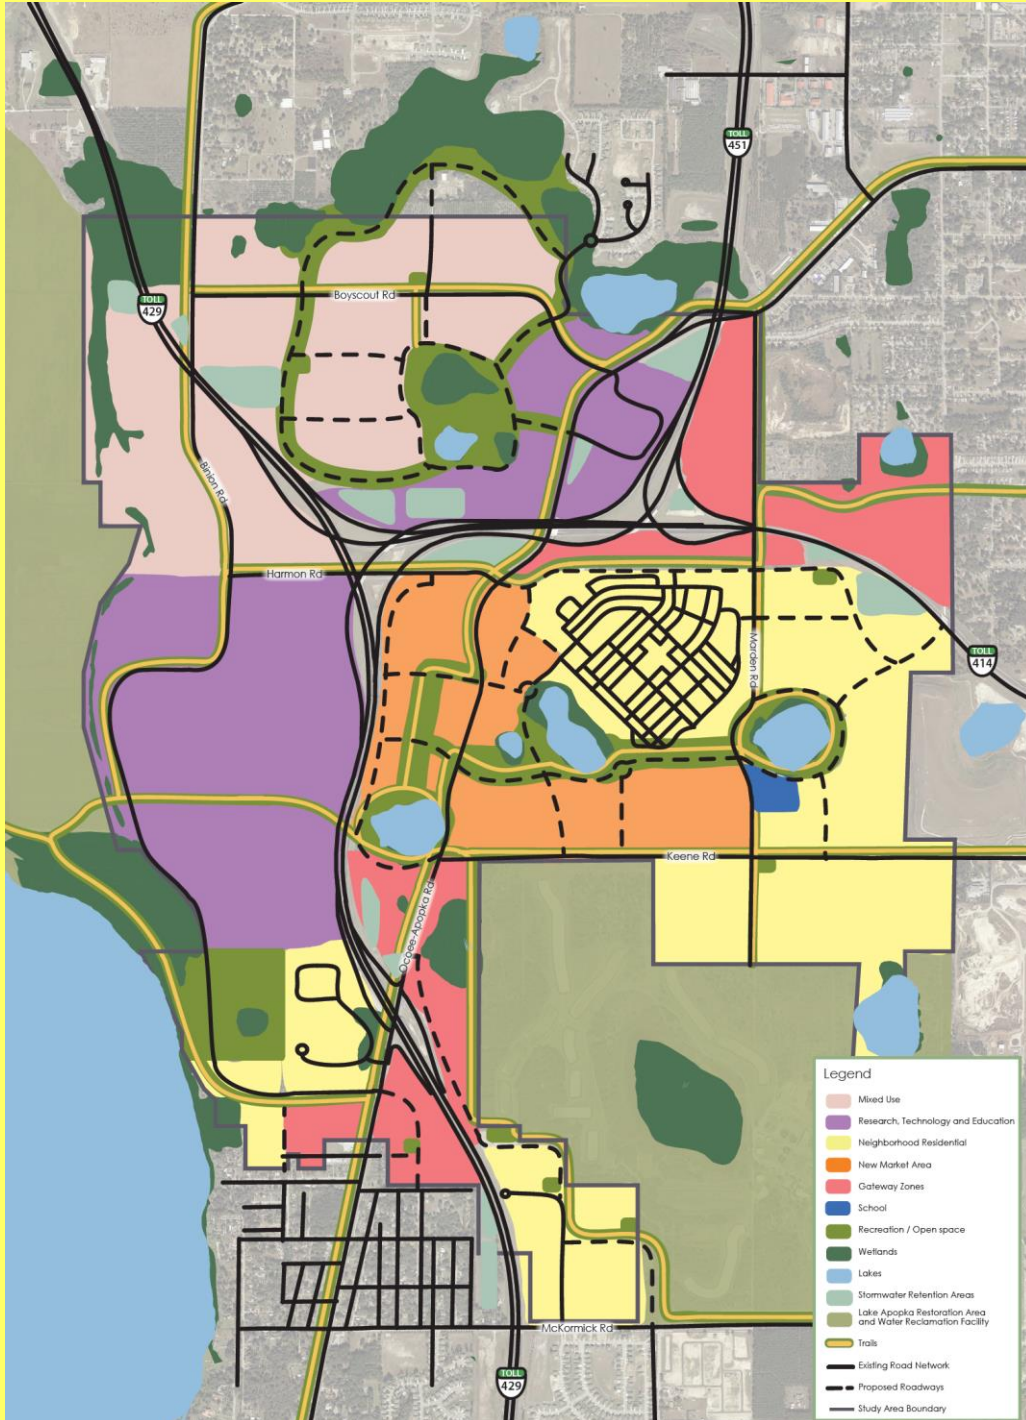 TOLL
451
TOLL
429
Boyscout Rd
Binion Rd
Harmon Rd
Marden Rd
TOLL
414
Keene Rd
Ocoee-Apopka Rd
McKormick Rd
TOLL
429
Legend
Mixed Use
Research, Technology and Education
Neighborhood Residential
New Market Area
Gateway Zones
School
Recreation / Open space
Wetlands
Lakes
Stormwater Retention Areas
Lake Apopka Restoration Area
and Water Reclamation Facility
Trails
Existing Road Network
Proposed Roadways
Study Area Boundary